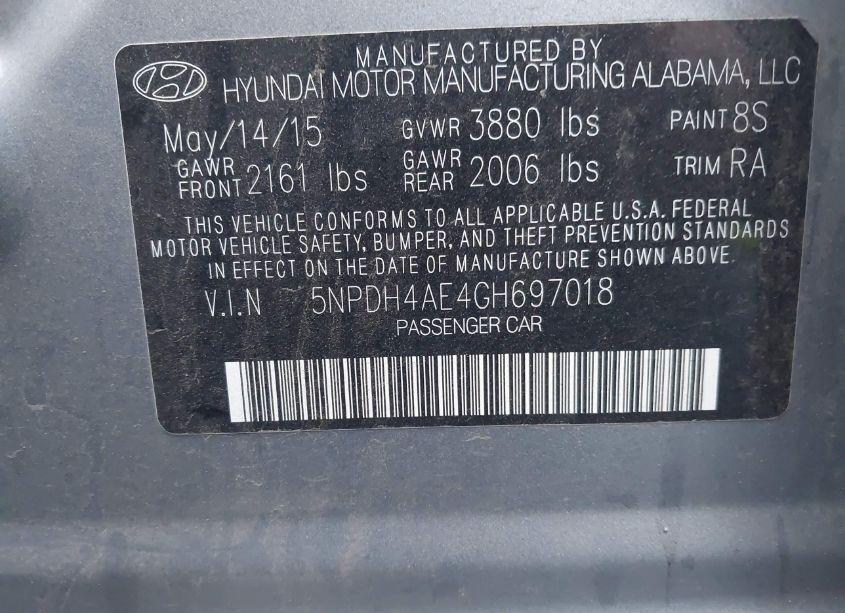 MANUFACTURED BY
HYUNDAI MOTOR MANUFACTURING ALABAMA, LLC
May/14/15 GVWR 3880 lbs PAINT 8S
GAWR FRONT 2161 lbs GAWR REAR 2006 lbs TRIM RA
THIS VEHICLE CONFORMS TO ALL APPLICABLE U.S.A. FEDERAL
MOTOR VEHICLE SAFETY, BUMPER, AND THEFT PREVENTION STANDARDS
IN EFFECT ON THE DATE OF MANUFACTURE SHOWN ABOVE.
V.I.N 5NPDH4AE4GH697018
PASSENGER CAR